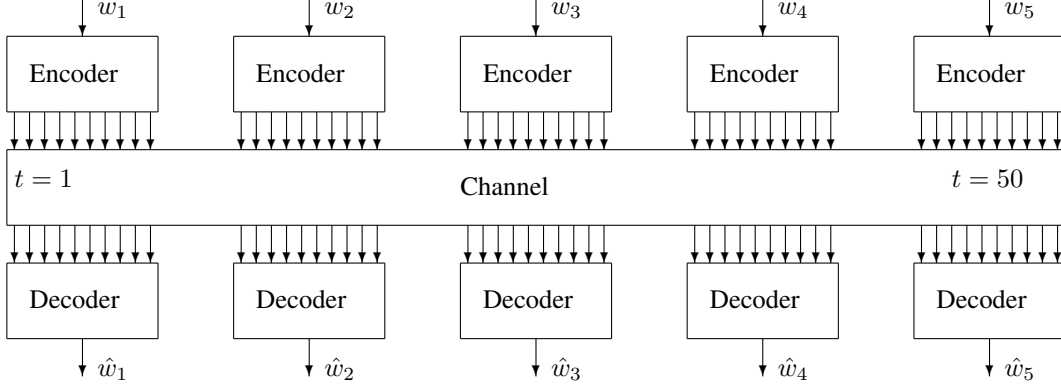 w₁ w₂ w₃ w₄ w₅
Encoder Encoder Encoder Encoder Encoder
t = 1 Channel t = 50
Decoder Decoder Decoder Decoder Decoder
ŵ₁ ŵ₂ ŵ₃ ŵ₄ ŵ₅